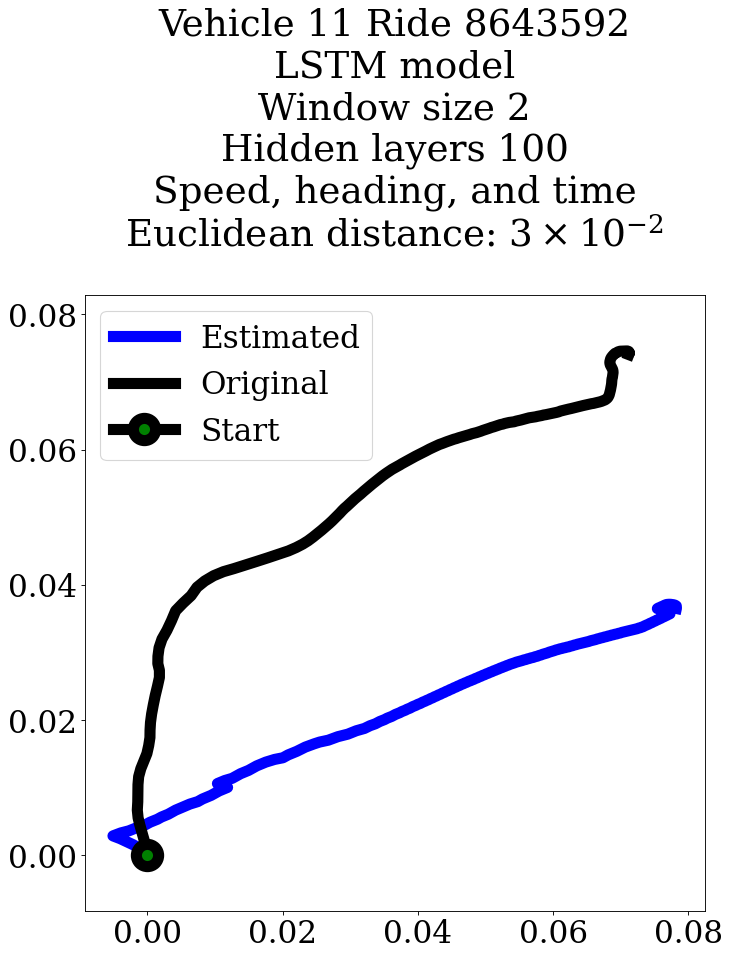 Vehicle 11 Ride 8643592
LSTM model
Window size 2
Hidden layers 100
Speed, heading, and time
Euclidean distance: 3 × 10⁻²
Estimated
Original
Start
0.08
0.06
0.04
0.02
0.00
0.00 0.02 0.04 0.06 0.08